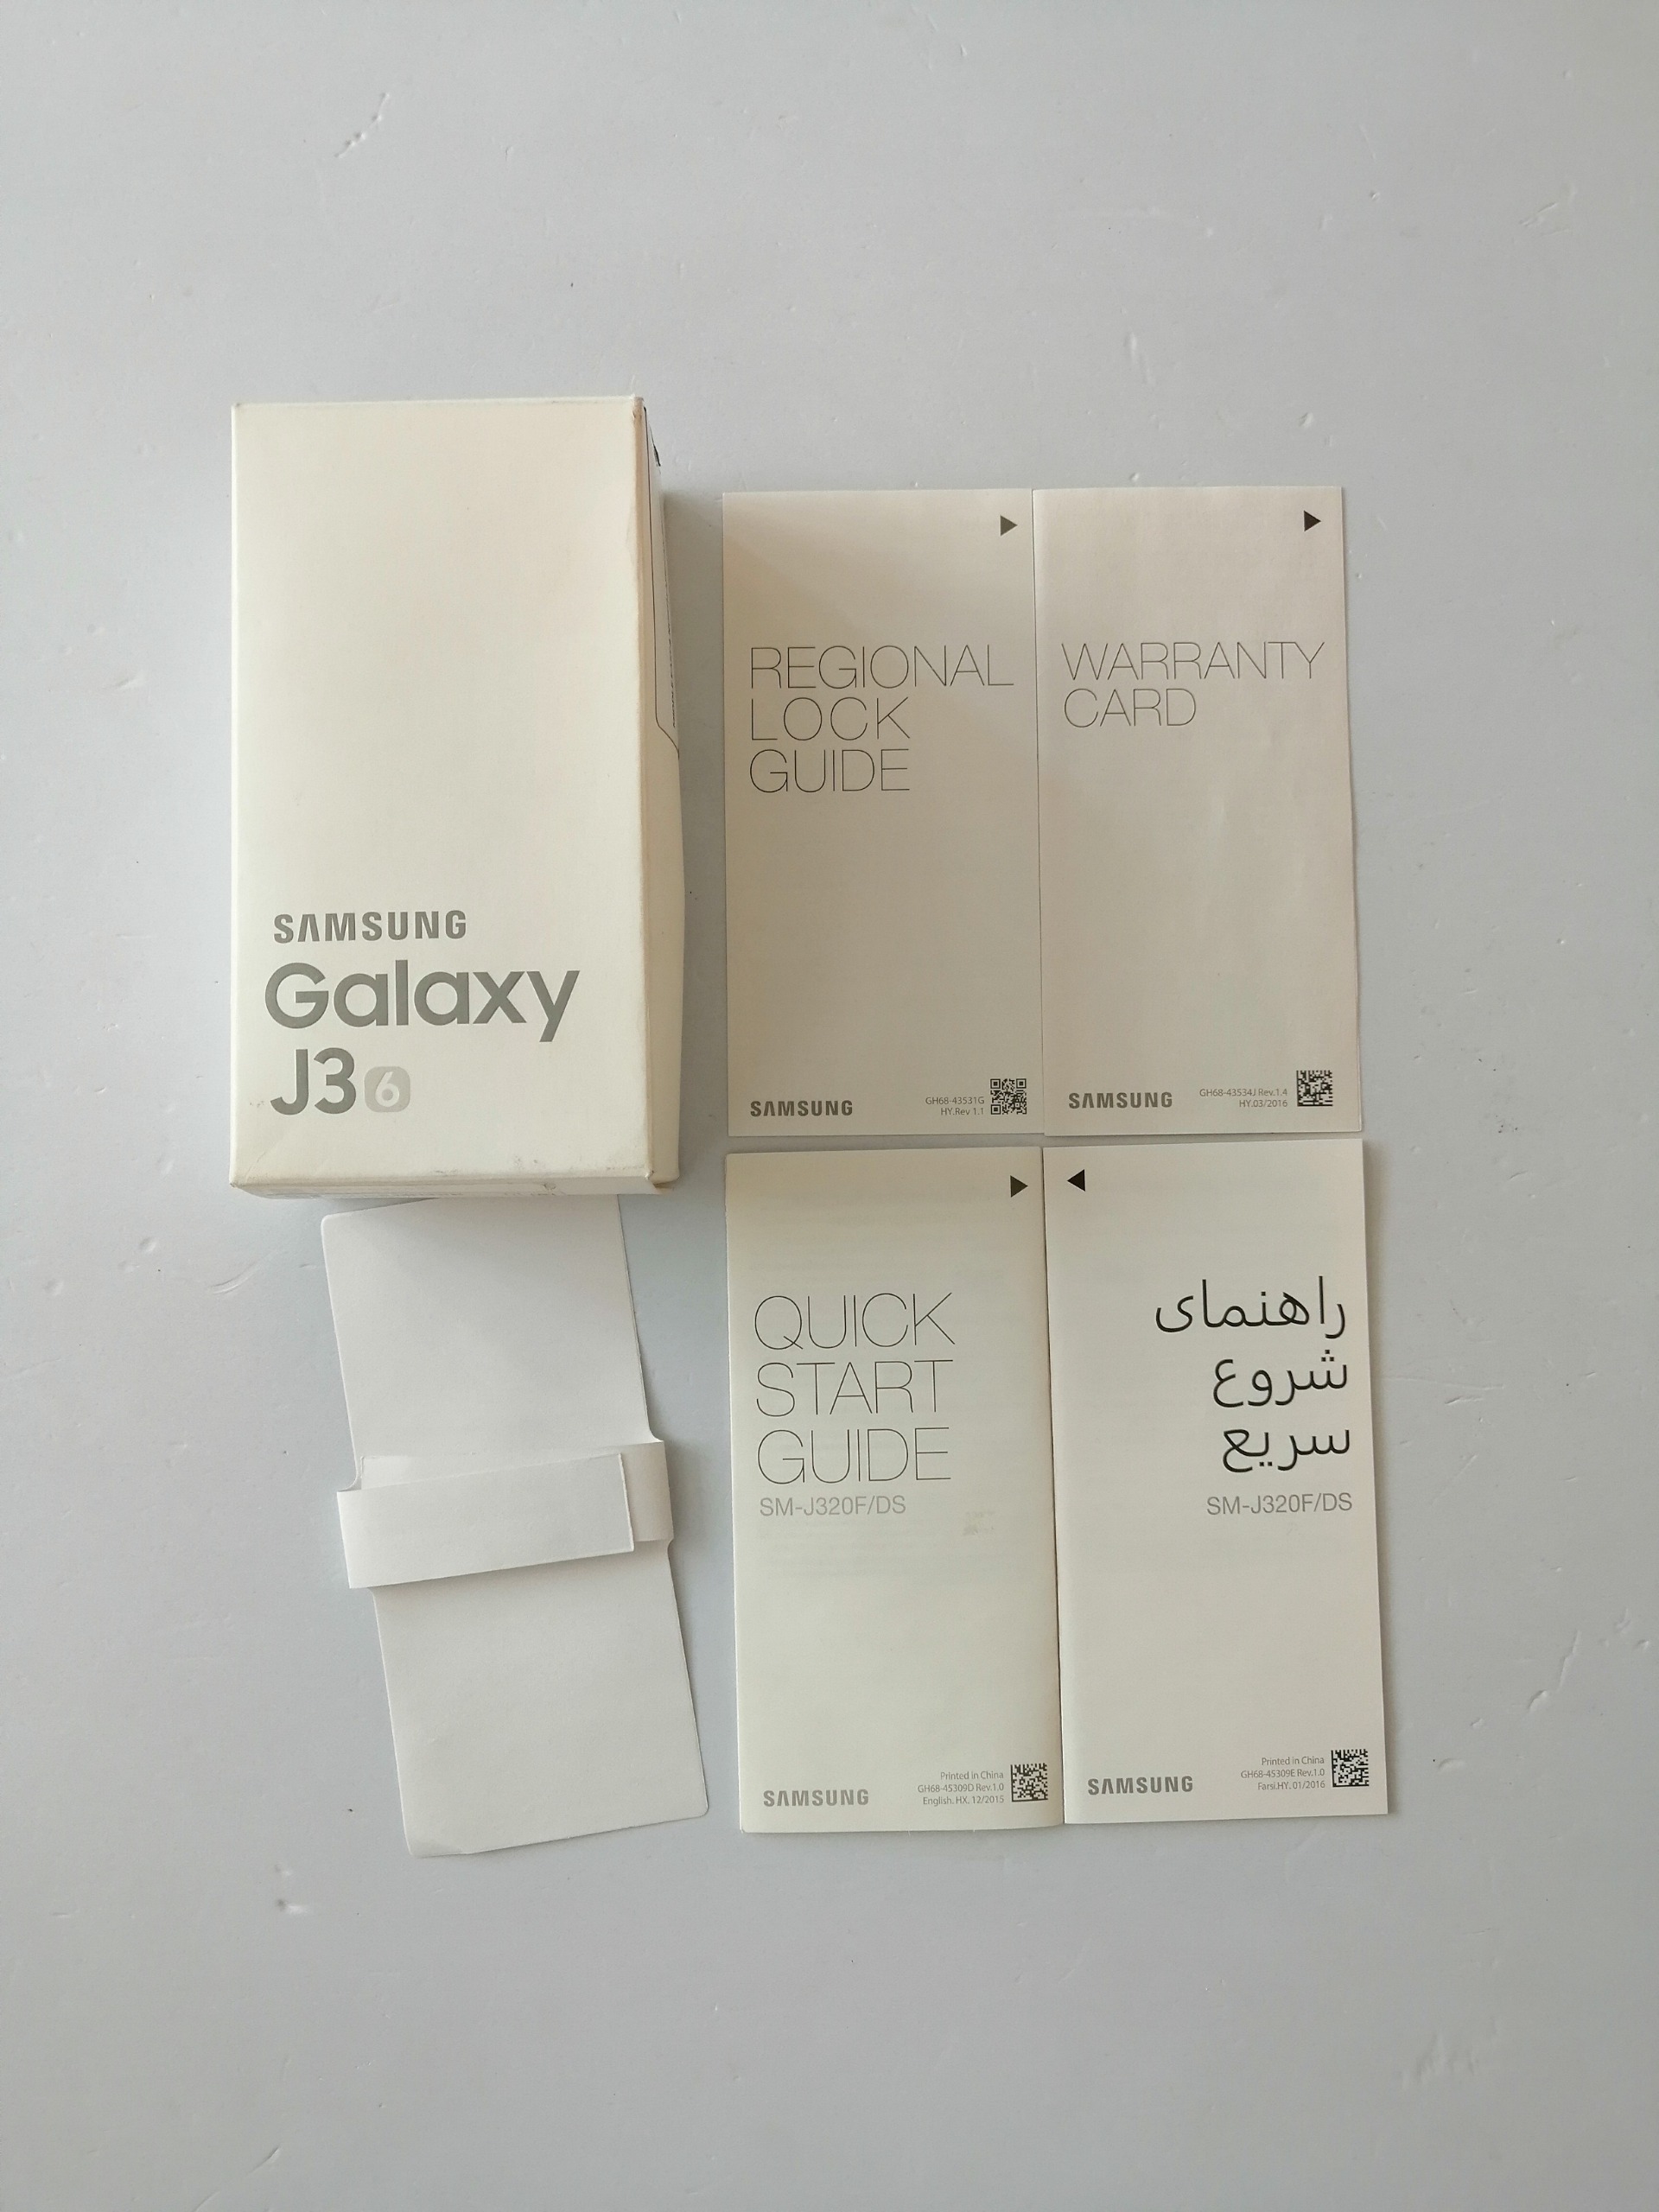 SAMSUNG
Galaxy
J3 6
REGIONAL
LOCK
GUIDE
SAMSUNG
GH68-43531G
HY.Rev 1.1
WARRANTY
CARD
SAMSUNG
GH68-43534J Rev.1.4
HY.03/2016
QUICK
START
GUIDE
SM-J320F/DS
SAMSUNG
Printed in China
GH68-45309D Rev.1.0
English. HX. 12/2015
راهنمای
شروع
سریع
SM-J320F/DS
SAMSUNG
Printed in China
GH68-45309E Rev.1.0
Farsi.HY. 01/2016